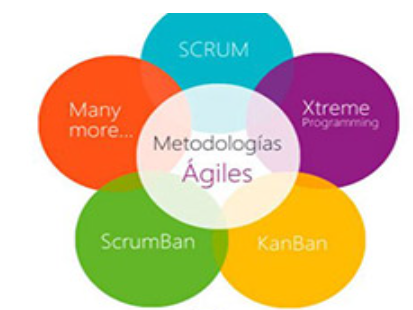 SCRUM
Many
more...
Xtreme
Programming
Metodologías
Ágiles
ScrumBan
KanBan